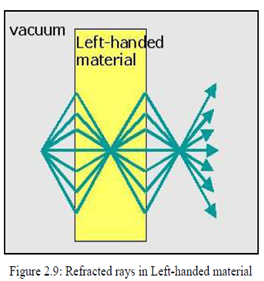 vacuum
Left-handed
material
Figure 2.9: Refracted rays in Left-handed material